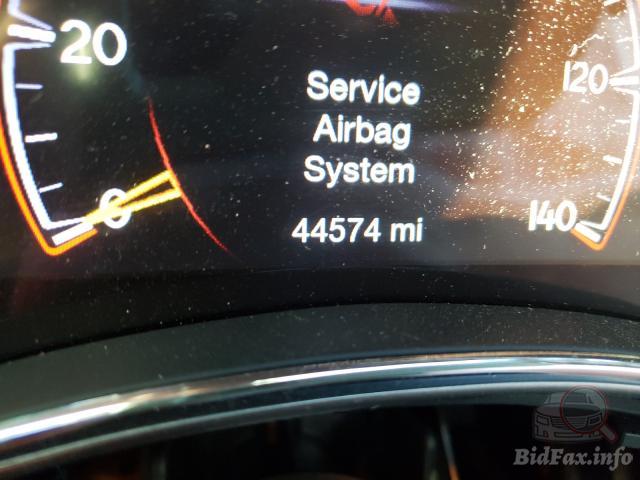 20
120
Service
Airbag
System
0
44574 mi
140
BidFax.info